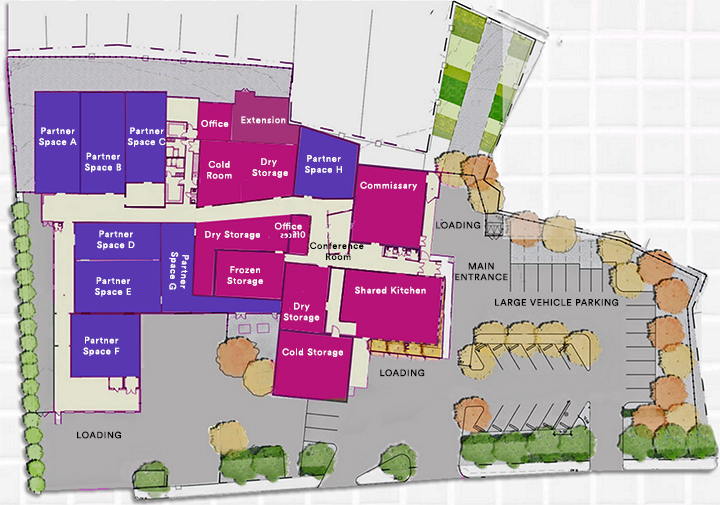 Office
Extension
Partner
Space A
Partner
Space B
Partner
Space C
Cold
Room
Dry
Storage
Partner
Space H
Commissary
LOADING
Partner
Space D
Partner
Space G
Dry Storage
Office
Office
Conference
Room
MAIN
ENTRANCE
Partner
Space E
Frozen
Storage
Shared Kitchen
LARGE VEHICLE PARKING
Dry
Storage
Partner
Space F
Cold Storage
LOADING
LOADING